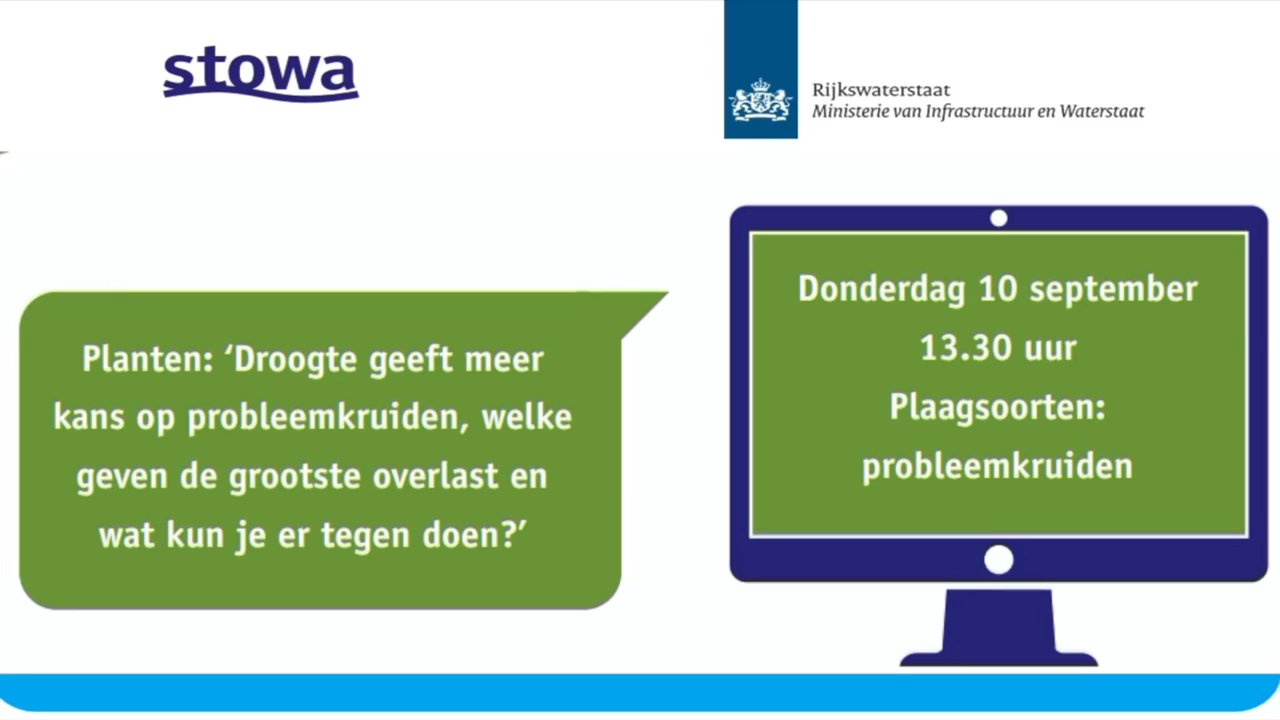 stowa
Rijkswaterstaat
Ministerie van Infrastructuur en Waterstaat
Planten: ‘Droogte geeft meer
kans op probleemkruiden, welke
geven de grootste overlast en
wat kun je er tegen doen?’
Donderdag 10 september
13.30 uur
Plaagsoorten:
probleemkruiden